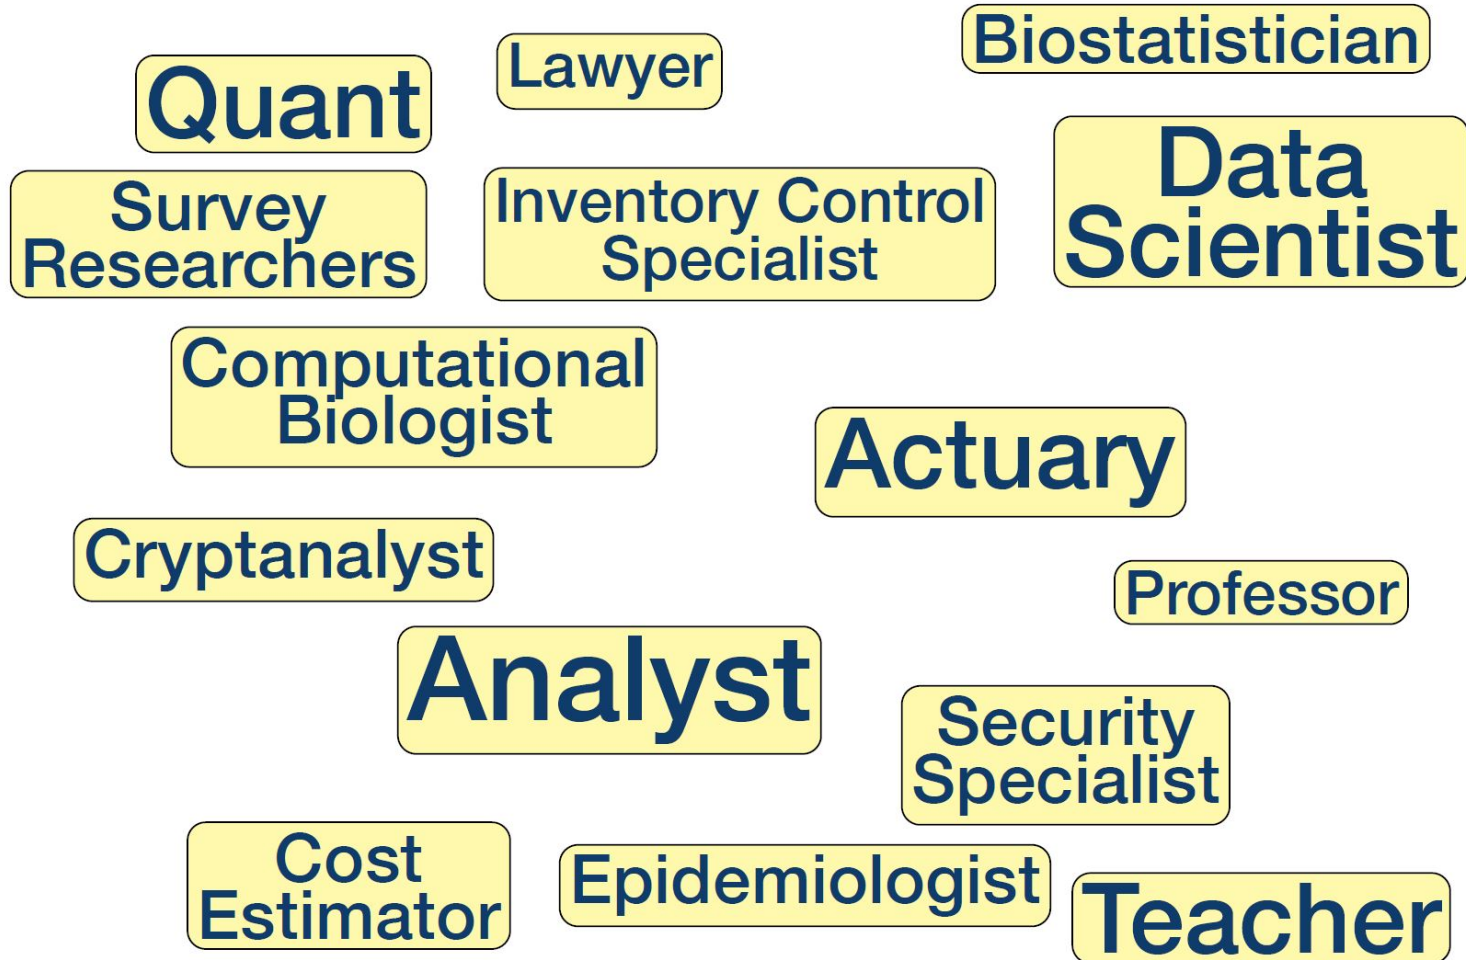 Biostatistician
Lawyer
Quant
Data
Scientist
Survey
Researchers
Inventory Control
Specialist
Computational
Biologist
Actuary
Cryptanalyst
Professor
Analyst
Security
Specialist
Cost
Estimator
Epidemiologist
Teacher